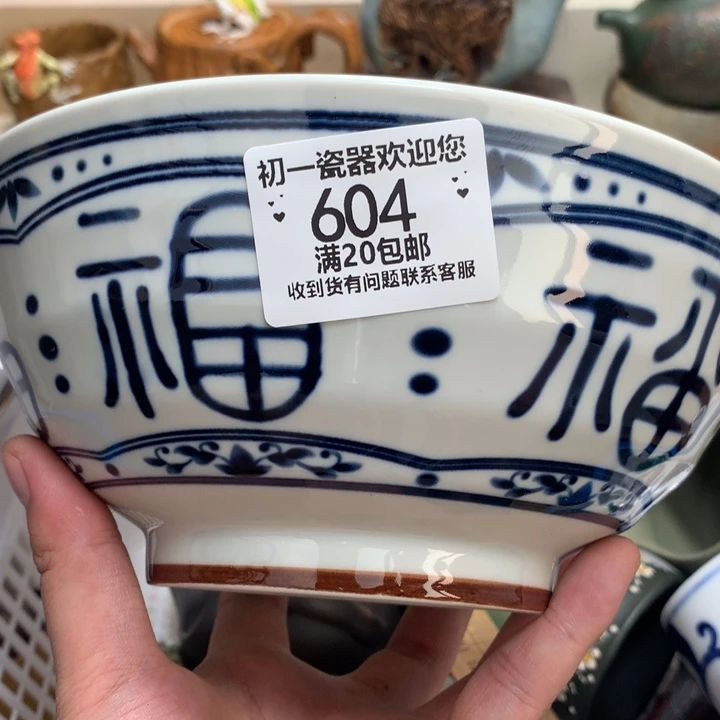 初一瓷器欢迎您
604
满20包邮
收到货有问题联系客服
福
福